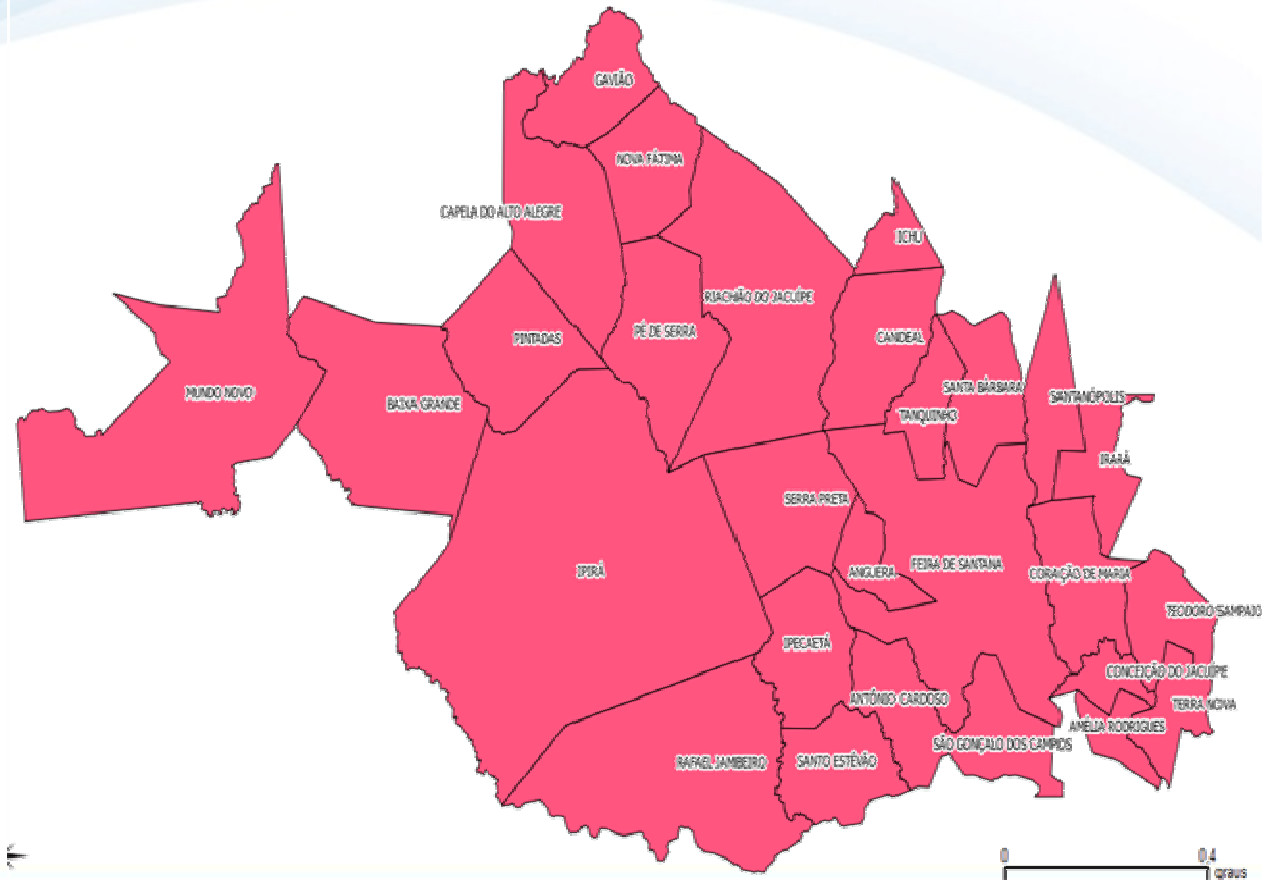 GAVIÃO
NOVA FÁTIMA
CAPELA DO ALTO ALEGRE
ICHU
RIACHÃO DO JACUÍPE
PÉ DE SERRA
PINTADAS
CANDEAL
MUNDO NOVO
BAIXA GRANDE
SANTA BÁRBARA
SANTANÓPOLIS
TANQUINHO
IRARÁ
SERRA PRETA
IPIRÁ
ANGUERA
FEIRA DE SANTANA
CORAÇÃO DE MARIA
TEODORO SAMPAIO
IPECAETÁ
CONCEIÇÃO DO JACUÍPE
ANTÔNIO CARDOSO
TERRA NOVA
AMÉLIA RODRIGUES
SÃO GONÇALO DOS CAMPOS
RAFAEL JAMBEIRO
SANTO ESTÊVÃO
0 0,4
graus